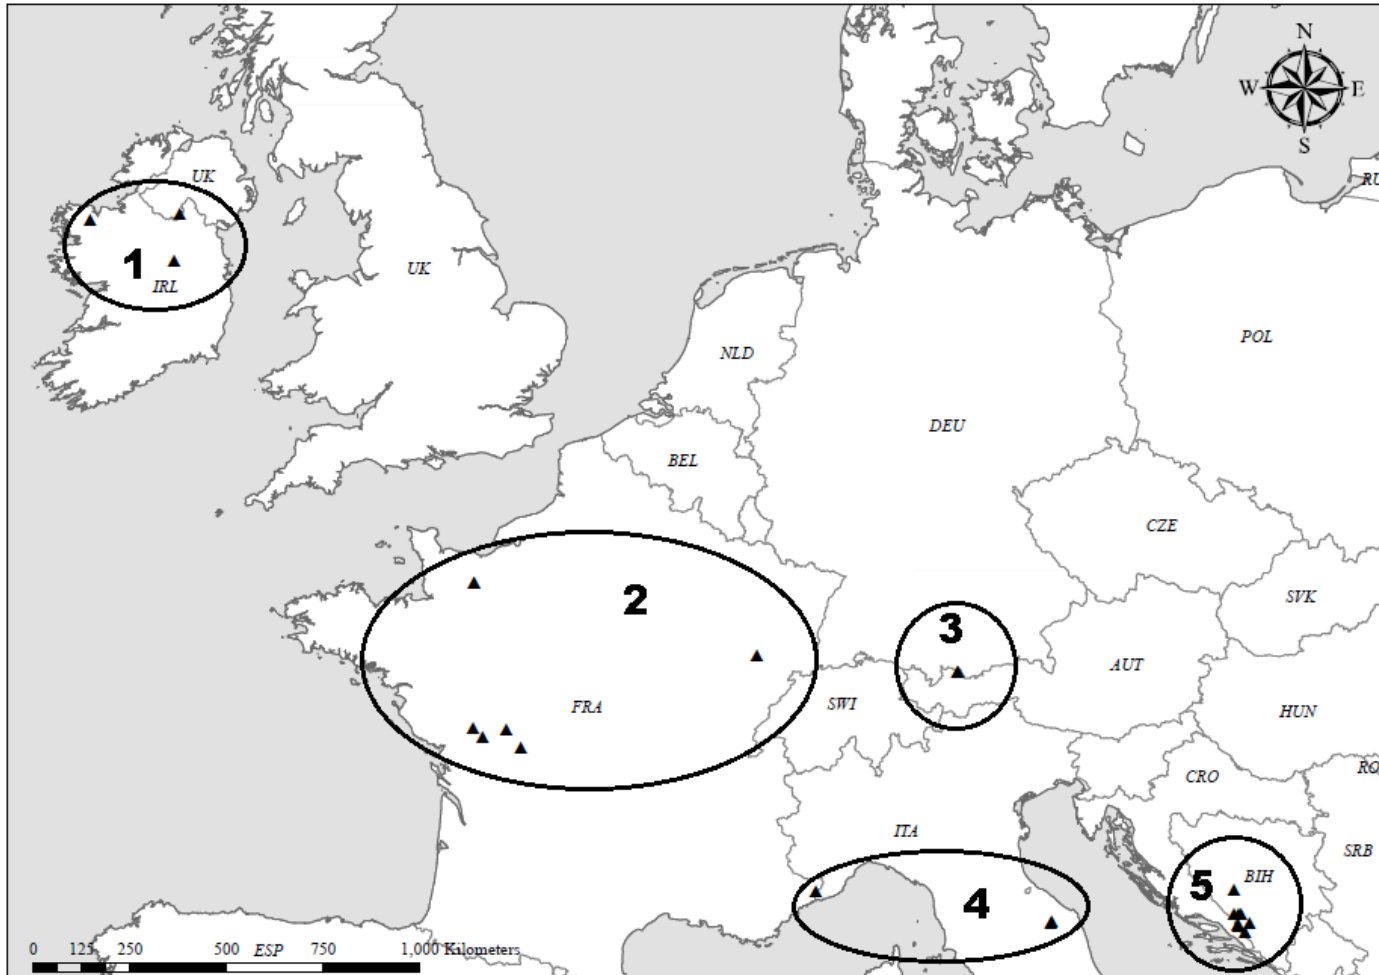 N
W E
S
UK
RU
1
IRL
UK
POL
NLD
DEU
BEL
CZE
2
SVK
3
AUT
FRA
SWI
HUN
RO
CRO
ITA
SRB
5 BIH
4
0 125 250 500 750 1,000 Kilometers
ESP